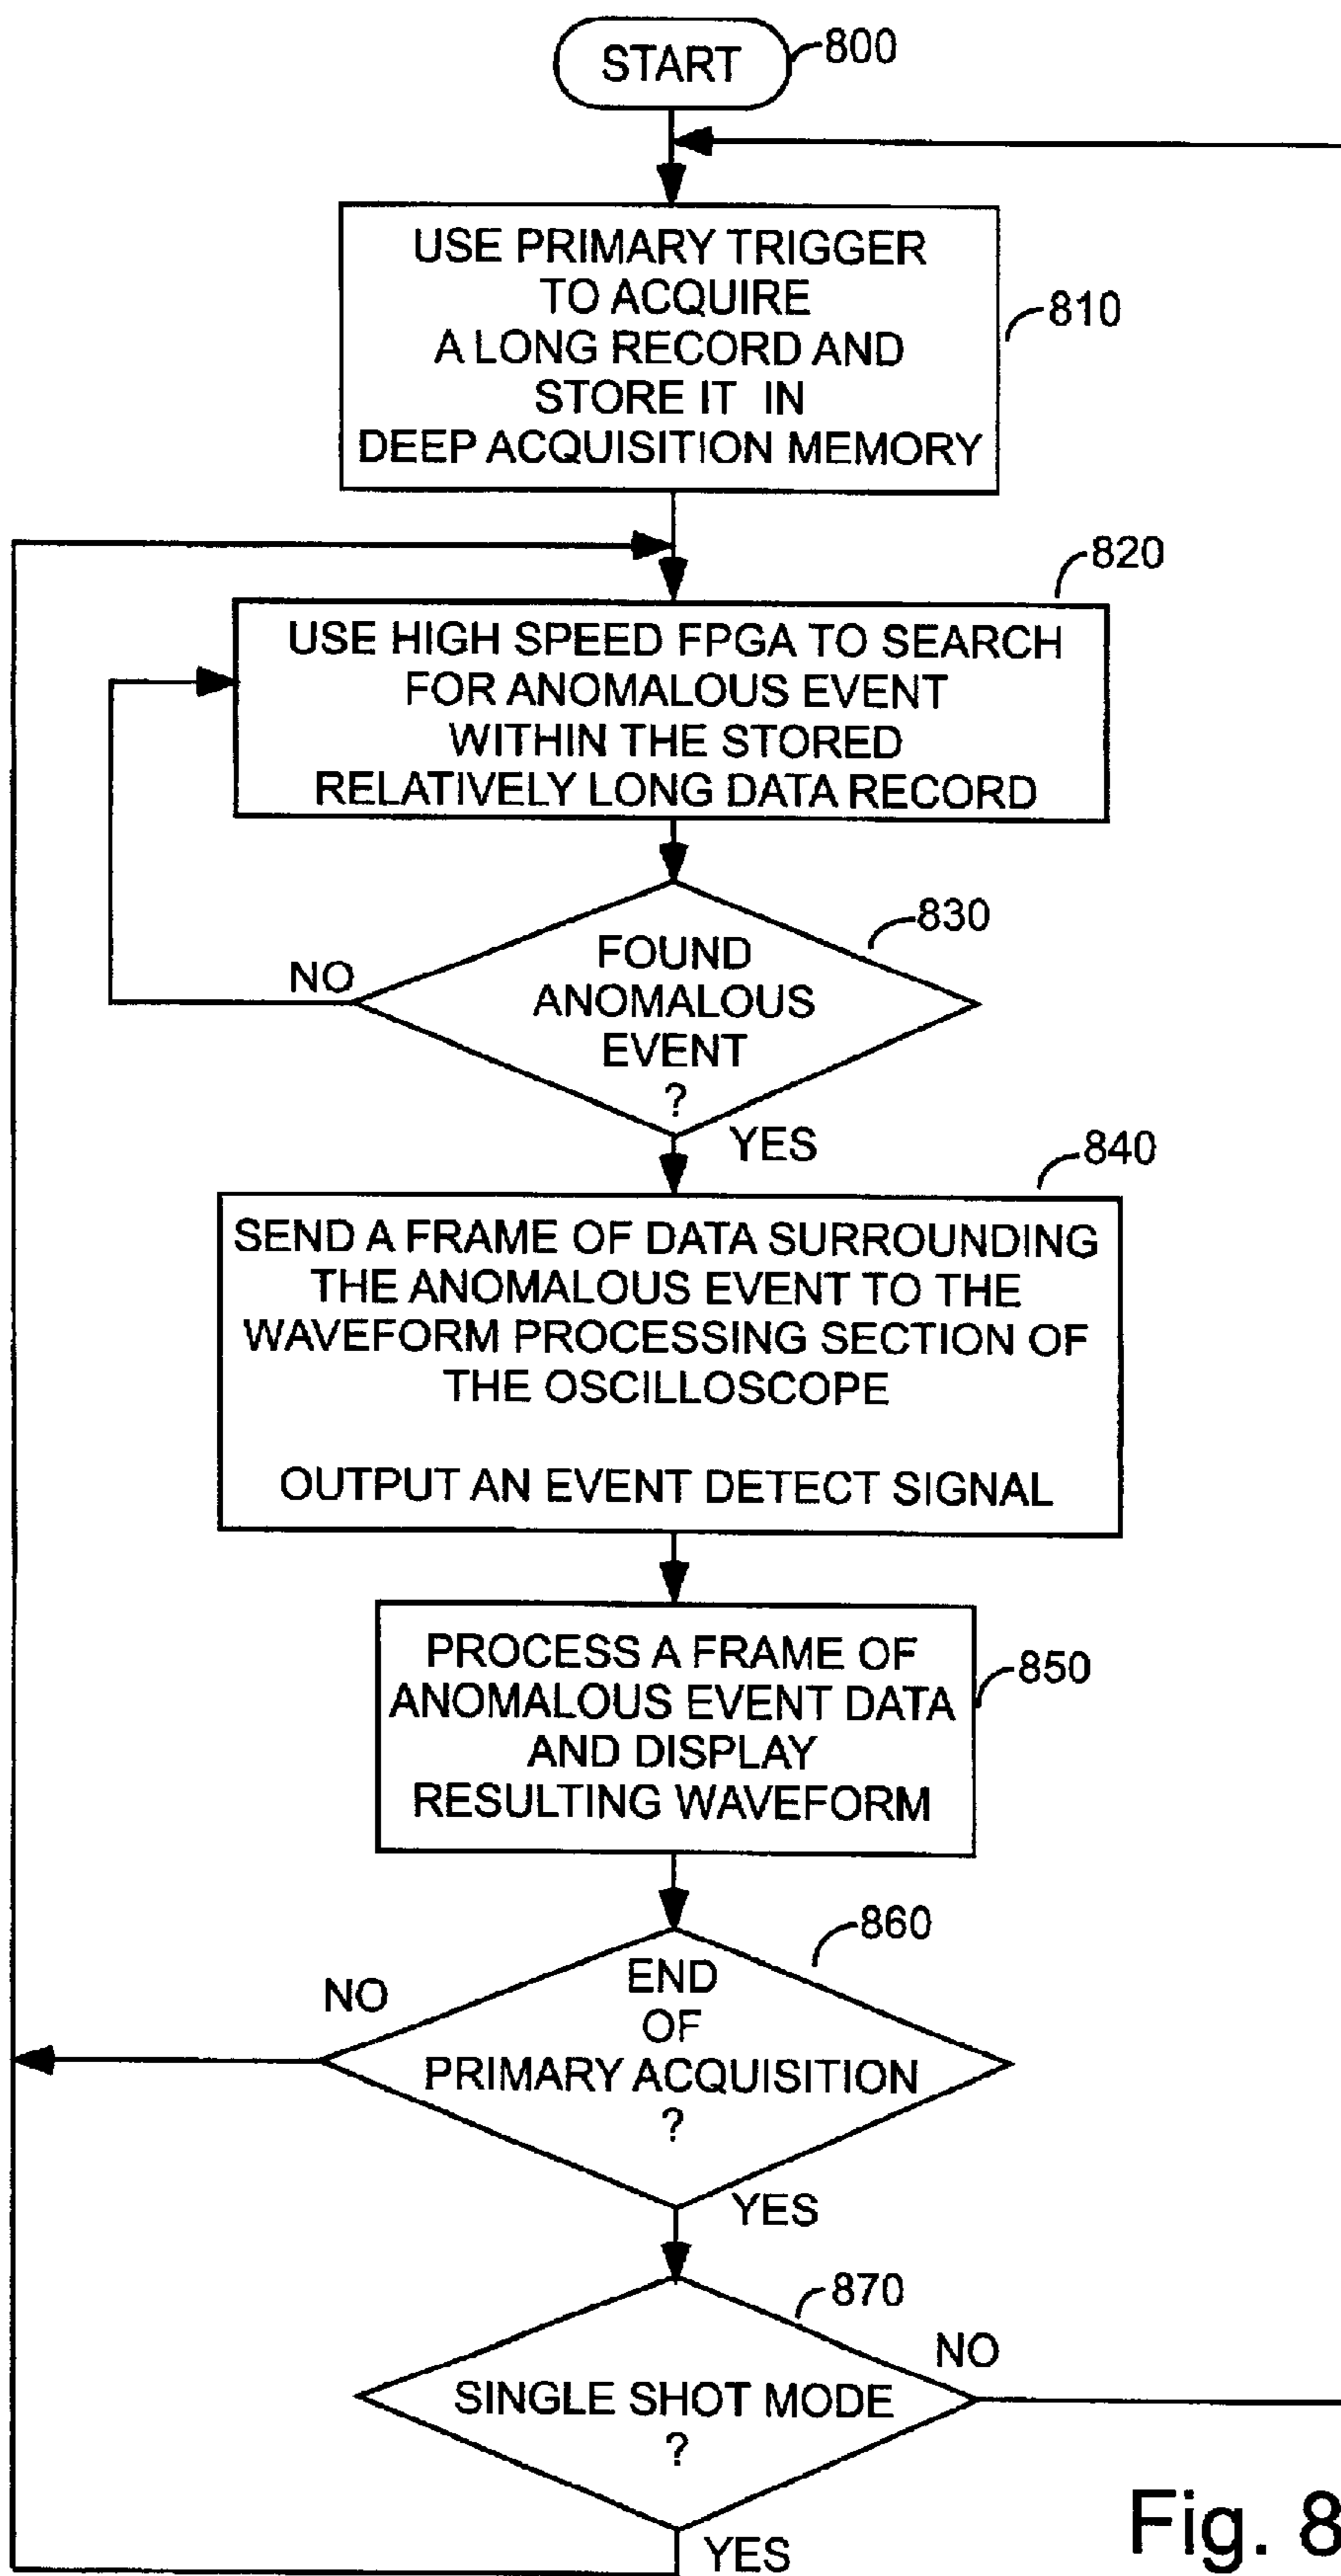 START
800
USE PRIMARY TRIGGER
TO ACQUIRE
A LONG RECORD AND
STORE IT IN
DEEP ACQUISITION MEMORY
810
820
USE HIGH SPEED FPGA TO SEARCH
FOR ANOMALOUS EVENT
WITHIN THE STORED
RELATIVELY LONG DATA RECORD
830
NO
FOUND
ANOMALOUS
EVENT
?
YES
840
SEND A FRAME OF DATA SURROUNDING
THE ANOMALOUS EVENT TO THE
WAVEFORM PROCESSING SECTION OF
THE OSCILLOSCOPE
OUTPUT AN EVENT DETECT SIGNAL
PROCESS A FRAME OF
ANOMALOUS EVENT DATA
AND DISPLAY
RESULTING WAVEFORM
850
860
NO
END
OF
PRIMARY ACQUISITION
?
YES
870
NO
SINGLE SHOT MODE
?
YES
Fig. 8